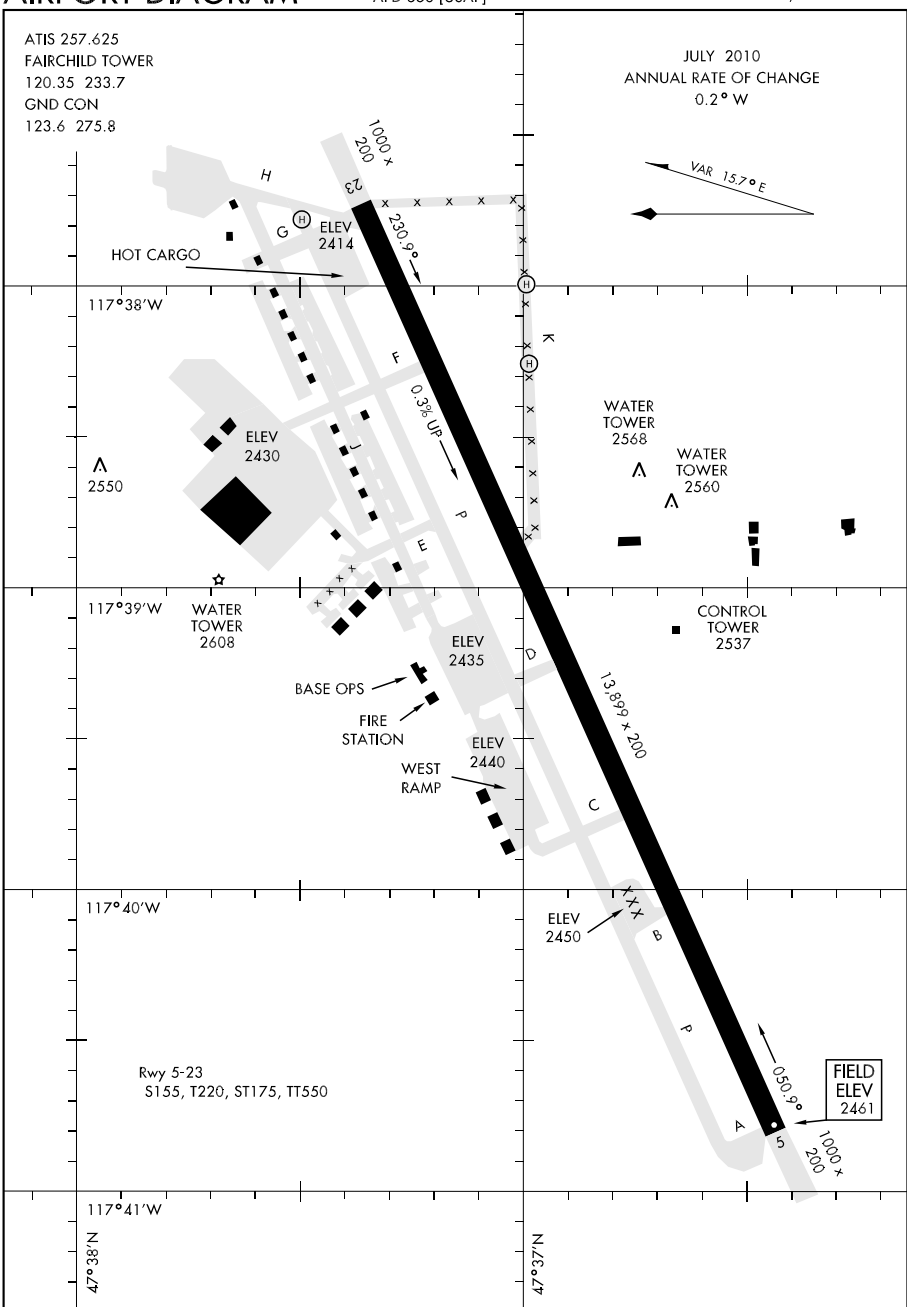 ATIS 257.625
FAIRCHILD TOWER
120.35 233.7
GND CON
123.6 275.8
JULY 2010
ANNUAL RATE OF CHANGE
0.2° W
VAR 15.7° E
1000 x
200
23
H
G
H
ELEV
2414
230.9°
HOT CARGO
117°38'W
H
K
H
F
0.3% UP
WATER
TOWER
2568
WATER
TOWER
2560
ELEV
2430
J
2550
P
E
117°39'W
WATER
TOWER
2608
CONTROL
TOWER
2537
ELEV
2435
D
BASE OPS
FIRE
STATION
13,899 x 200
ELEV
2440
WEST
RAMP
C
117°40'W
ELEV
2450
B
P
Rwy 5-23
S155, T220, ST175, TT550
050.9°
FIELD
ELEV
2461
A
5
1000 x
200
117°41'W
47°38'N
47°37'N